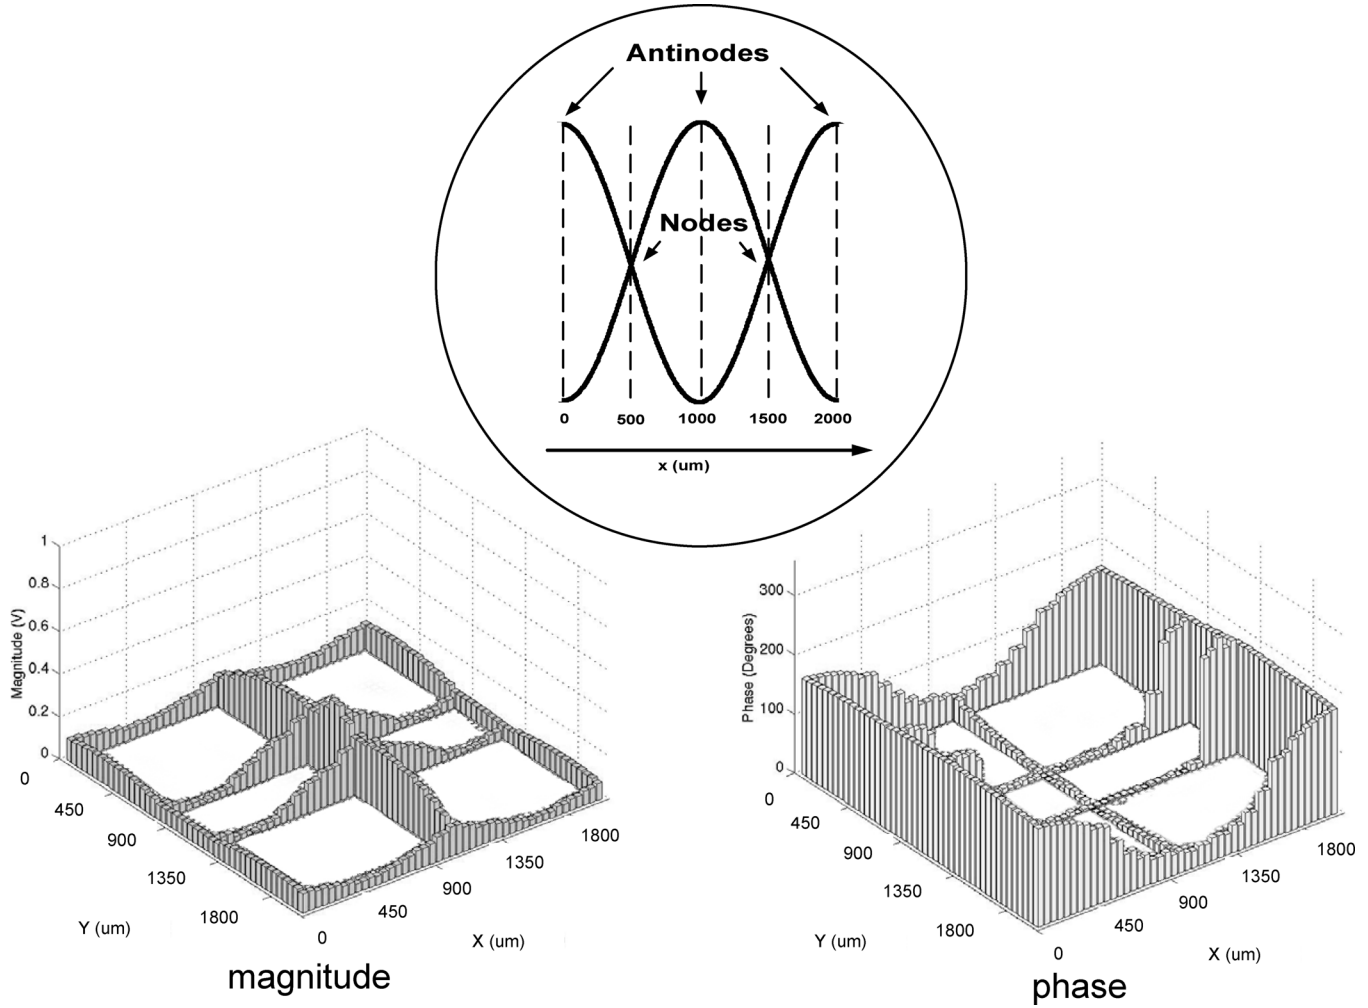 Antinodes
Nodes
0 500 1000 1500 2000
x (um)
1
0.8
0.6
0.4
0.2
0
Magnitude (V)
0
450
900
1350
1800
Y (um)
0
450
900
1350
1800
X (um)
magnitude
300
200
100
0
Phase (Degrees)
0
450
900
1350
1800
Y (um)
0
450
900
1350
1800
X (um)
phase